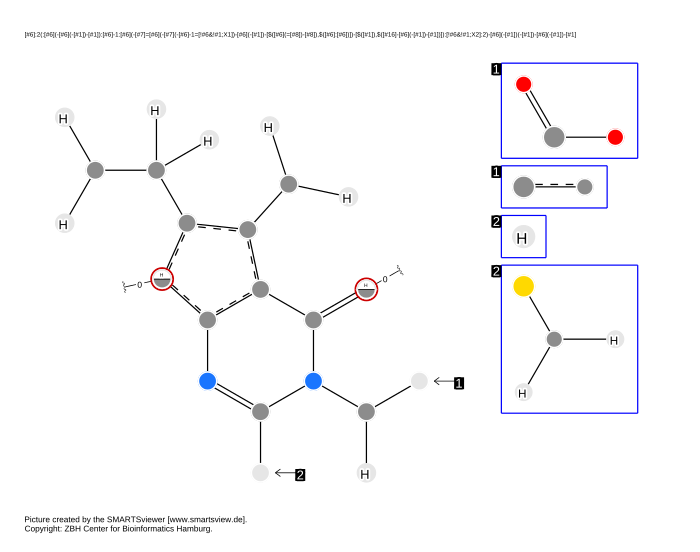 [#6]:2(:[#6](-[#6](-[#1])-[#1]):[#6]-1:[#6](-[#7]=[#6](-[#7](-[#6]-1=[!#6&!#1;X1])-[#6](-[#1])-[$([#6](=[#8])-[#8]),$([#6]:[#6])])-[$([#1]),$([#16]-[#6](-[#1])-[#1])]):[!#6&!#1;X2]:2)-[#6](-[#1])(-[#1])-[#6](-[#1])-[#1]
1
H
H
H
H
H
H
1
2
H
H
0
H
0
2
H
H
1
H
2
Picture created by the SMARTSviewer [www.smartsview.de].
Copyright: ZBH Center for Bioinformatics Hamburg.